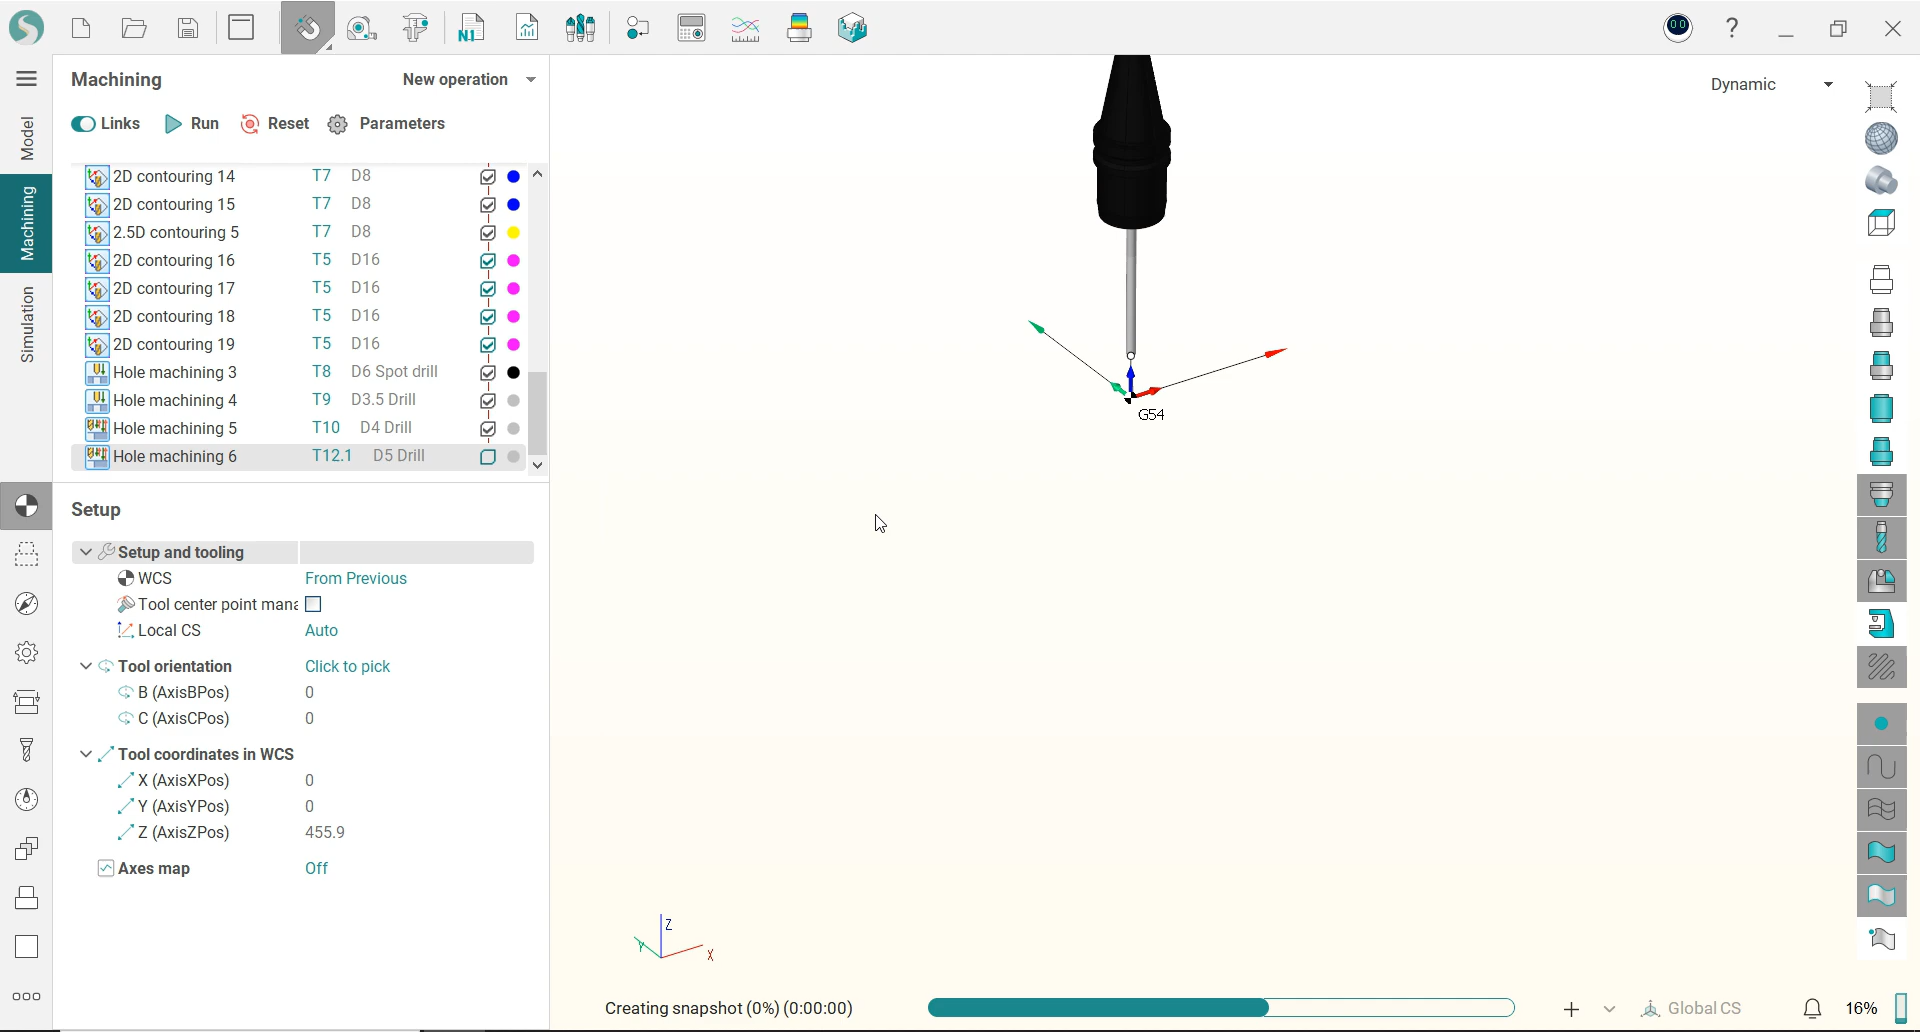 N1
?
Machining
New operation
Dynamic
Links
Run
Reset
Parameters
Model
Machining
Simulation
2D contouring 14 T7 D8
2D contouring 15 T7 D8
2.5D contouring 5 T7 D8
2D contouring 16 T5 D16
2D contouring 17 T5 D16
2D contouring 18 T5 D16
2D contouring 19 T5 D16
Hole machining 3 T8 D6 Spot drill
Hole machining 4 T9 D3.5 Drill
Hole machining 5 T10 D4 Drill
Hole machining 6 T12.1 D5 Drill
G54
Setup
Setup and tooling
WCS From Previous
Tool center point mana
Local CS Auto
Tool orientation Click to pick
B (AxisBPos) 0
C (AxisCPos) 0
Tool coordinates in WCS
X (AxisXPos) 0
Y (AxisYPos) 0
Z (AxisZPos) 455.9
Axes map Off
Z
Y
X
Creating snapshot (0%) (0:00:00)
Global CS
16%